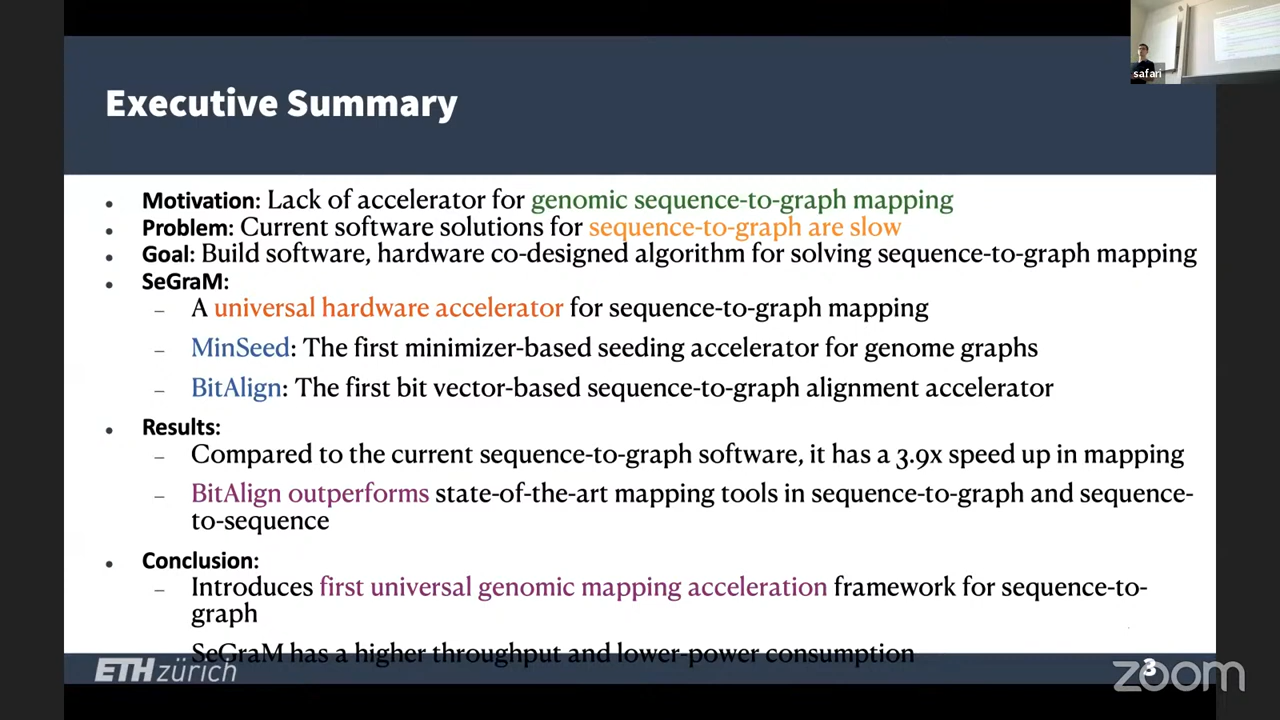 safari
Executive Summary
• Motivation: Lack of accelerator for genomic sequence-to-graph mapping
• Problem: Current software solutions for sequence-to-graph are slow
• Goal: Build software, hardware co-designed algorithm for solving sequence-to-graph mapping
• SeGraM:
– A universal hardware accelerator for sequence-to-graph mapping
– MinSeed: The first minimizer-based seeding accelerator for genome graphs
– BitAlign: The first bit vector-based sequence-to-graph alignment accelerator
• Results:
– Compared to the current sequence-to-graph software, it has a 3.9x speed up in mapping
– BitAlign outperforms state-of-the-art mapping tools in sequence-to-graph and sequence-
to-sequence
• Conclusion:
– Introduces first universal genomic mapping acceleration framework for sequence-to-
graph
SeGraM has a higher throughput and lower-power consumption
ETH zürich
3
zoom